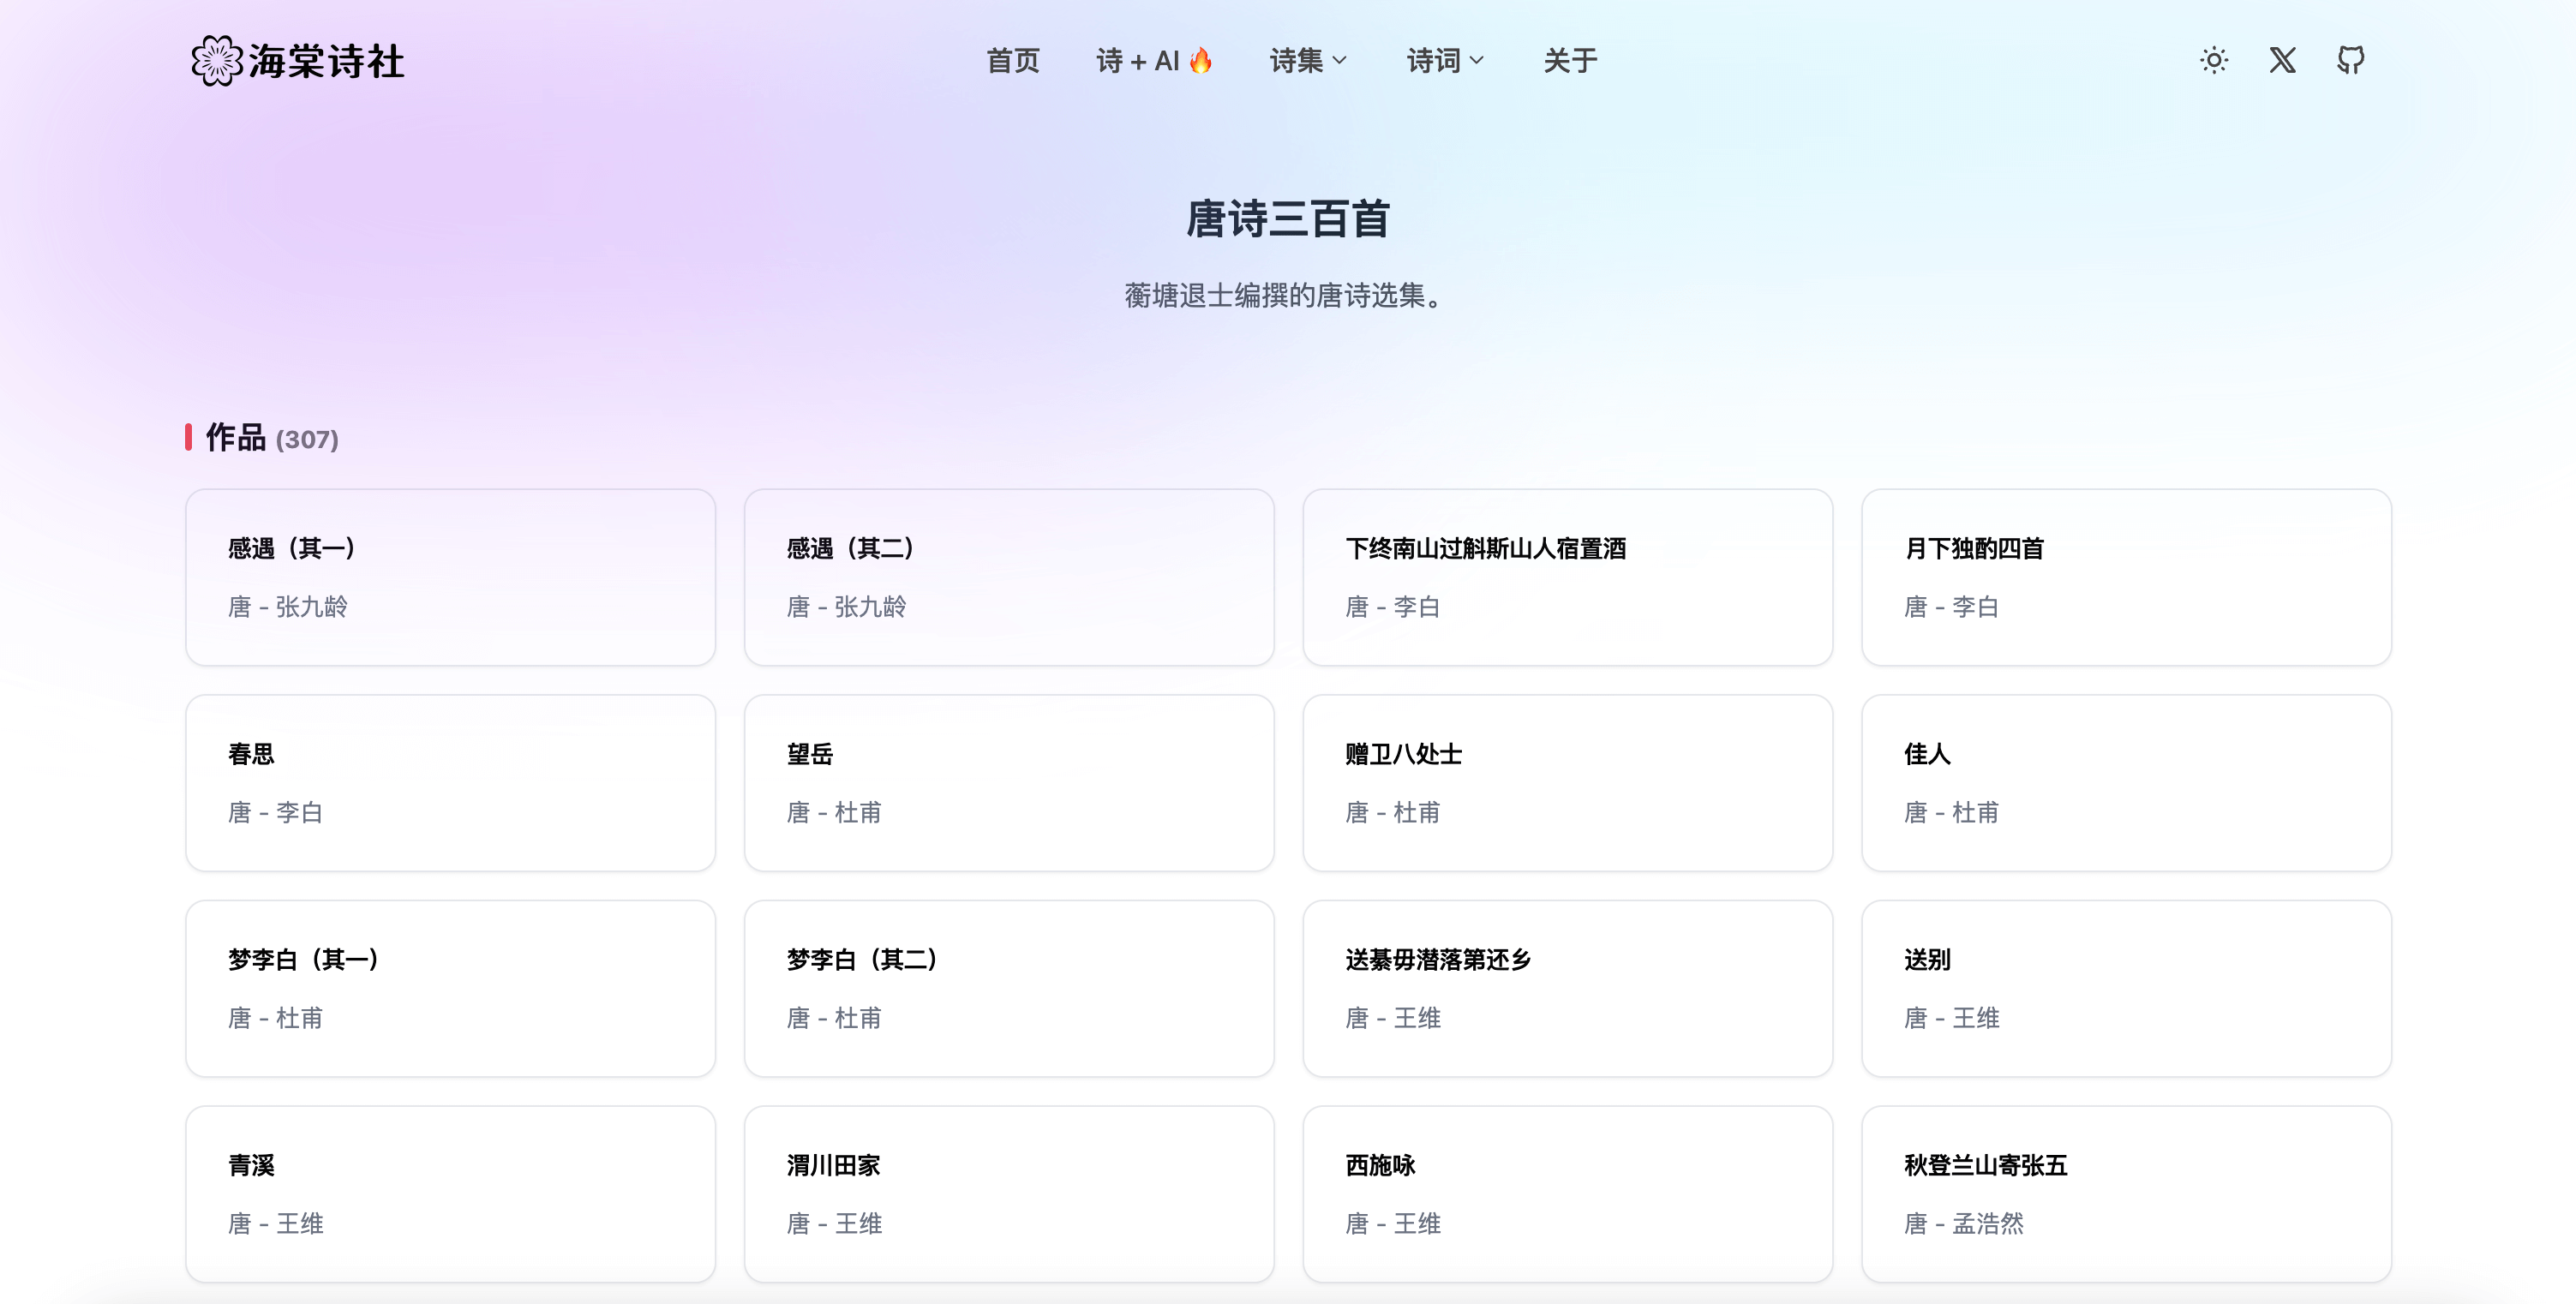 海棠诗社
首页 诗 + AI 🔥 诗集 诗词 关于
唐诗三百首
蘅塘退士编撰的唐诗选集。
作品 (307)
感遇（其一）
唐 - 张九龄
感遇（其二）
唐 - 张九龄
下终南山过斛斯山人宿置酒
唐 - 李白
月下独酌四首
唐 - 李白
春思
唐 - 李白
望岳
唐 - 杜甫
赠卫八处士
唐 - 杜甫
佳人
唐 - 杜甫
梦李白（其一）
唐 - 杜甫
梦李白（其二）
唐 - 杜甫
送綦毋潜落第还乡
唐 - 王维
送别
唐 - 王维
青溪
唐 - 王维
渭川田家
唐 - 王维
西施咏
唐 - 王维
秋登兰山寄张五
唐 - 孟浩然